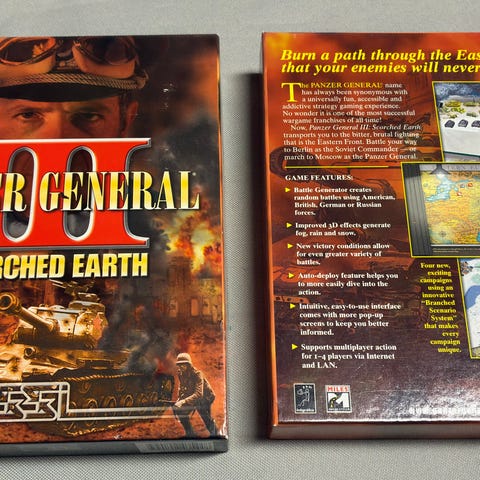 III
ER GENERAL
RCHED EARTH
SSI
Burn a path through the Eas
that your enemies will never
The PANZER GENERAL name
has always been synonymous with
a universally fun, accessible and
addictive strategy gaming experience.
No wonder it is one of the most successful
wargame franchises of all time!
Now, Panzer General III: Scorched Earth
transports you to the bitter, brutal fighting
that is the Eastern Front. Battle your way
to Berlin as the Soviet Commander — or
march to Moscow as the Panzer General.
GAME FEATURES:
Battle Generator creates
random battles using American,
British, German or Russian
forces.
Improved 3D effects generate
fog, rain and snow.
New victory conditions allow
for even greater variety of
battles.
Auto-deploy feature helps you
to more easily dive into the
action.
Intuitive, easy-to-use interface
comes with more pop-up
screens to keep you better
informed.
Supports multiplayer action
for 1-4 players via Internet
and LAN.
Four new,
exciting
campaigns
using an
innovative
"Branched
Scenario
System"
that makes
every
campaign
unique.
MILES